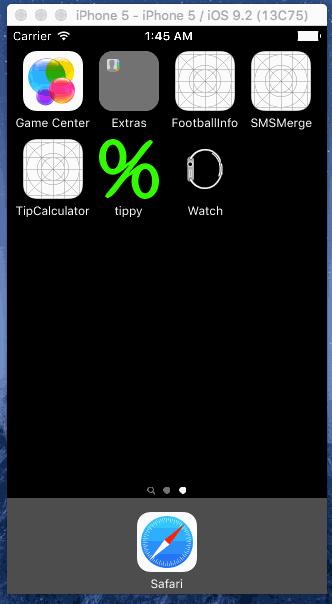 iPhone 5 - iPhone 5 / iOS 9.2 (13C75)
Carrier 1:45 AM
Game Center Extras FootballInfo SMSMerge
%
TipCalculator tippy Watch
Safari